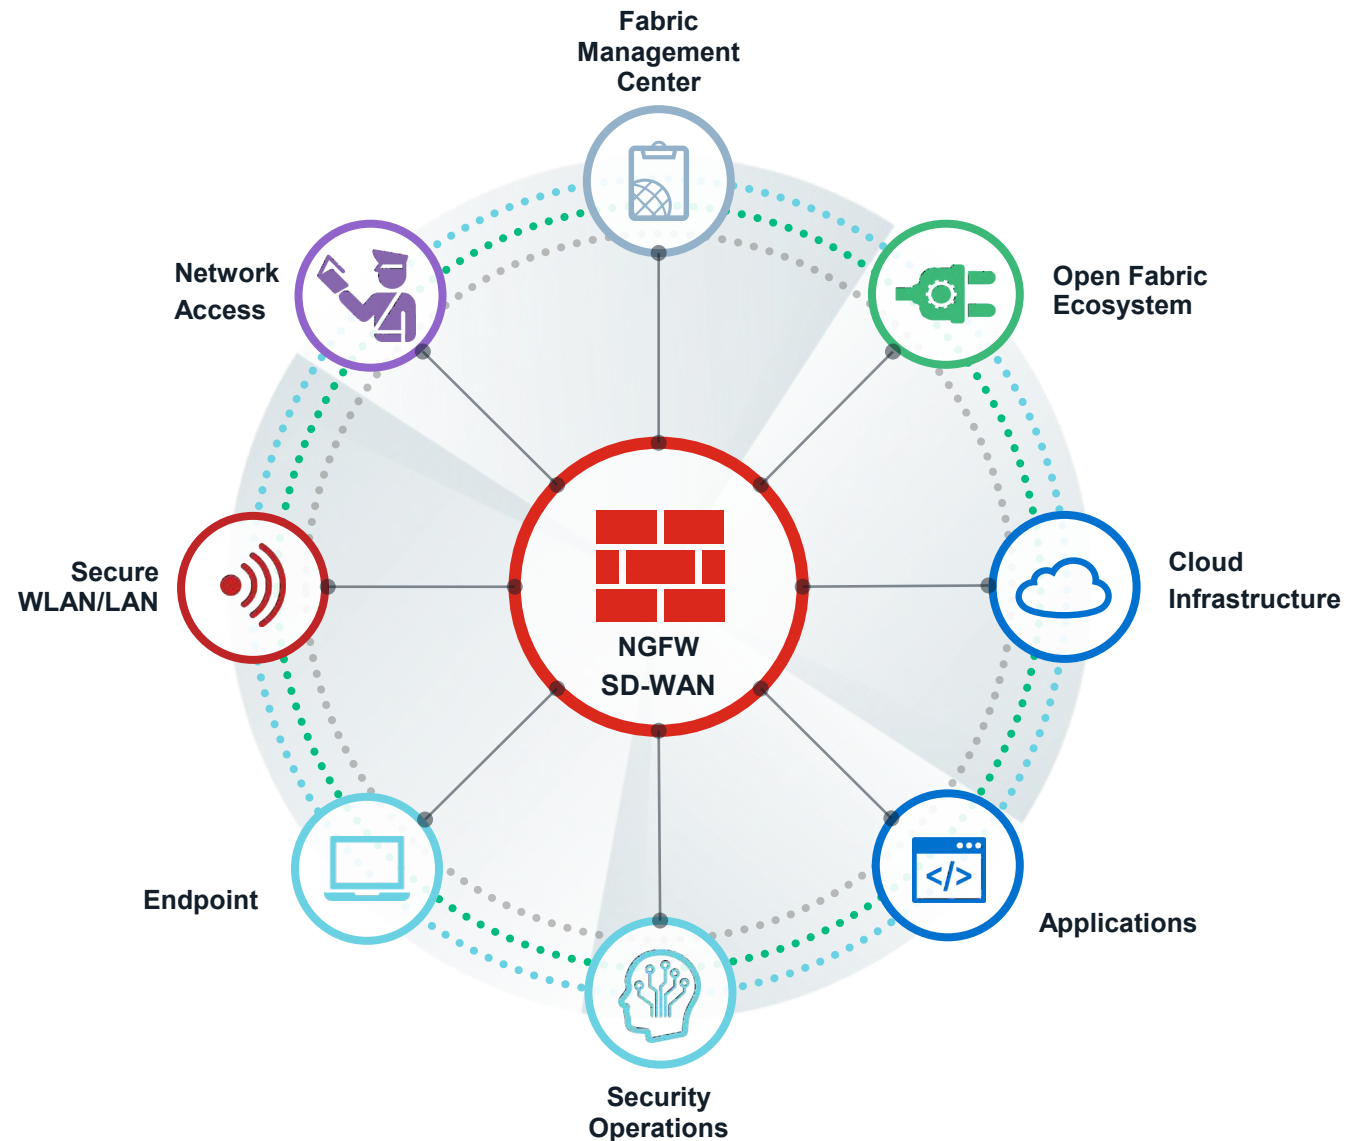 Fabric
Management
Center
Network
Access
Open Fabric
Ecosystem
Secure
WLAN/LAN
Cloud
Infrastructure
NGFW
SD-WAN
Endpoint
</>
Applications
Security
Operations